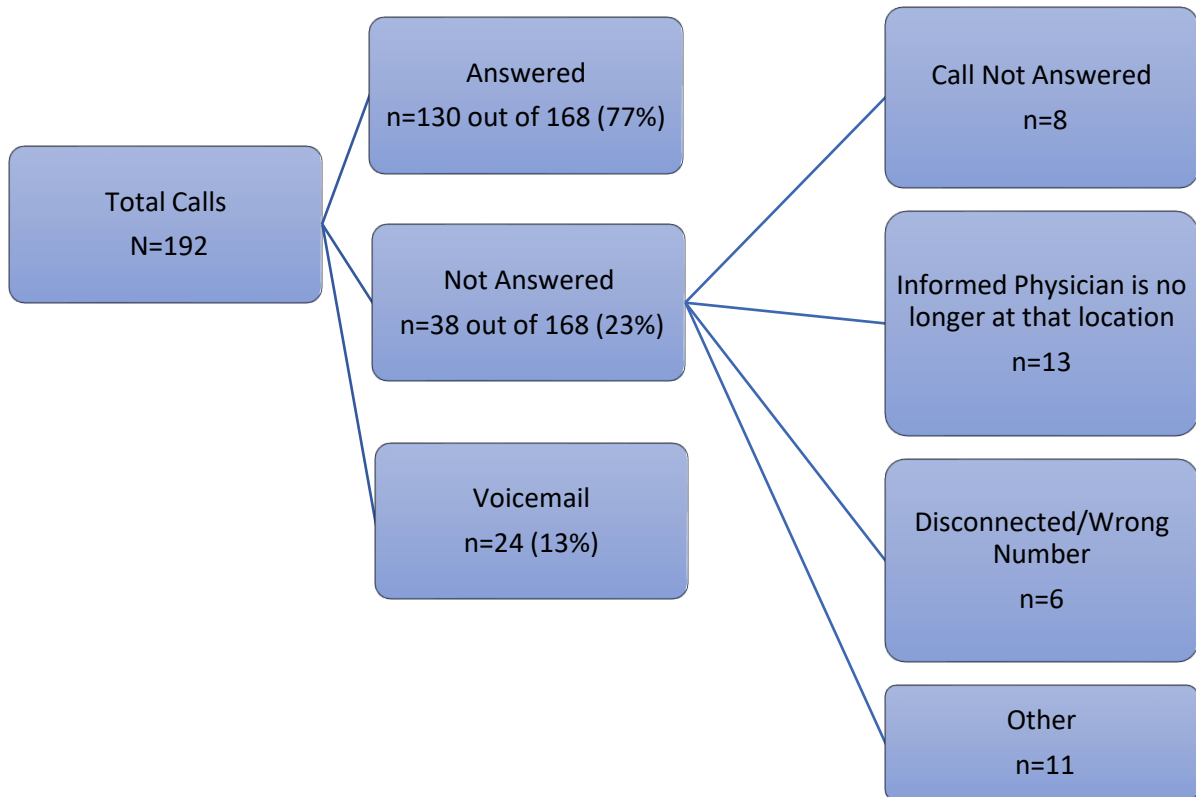 Total Calls
N=192
Answered
n=130 out of 168 (77%)
Not Answered
n=38 out of 168 (23%)
Voicemail
n=24 (13%)
Call Not Answered
n=8
Informed Physician is no
longer at that location
n=13
Disconnected/Wrong
Number
n=6
Other
n=11